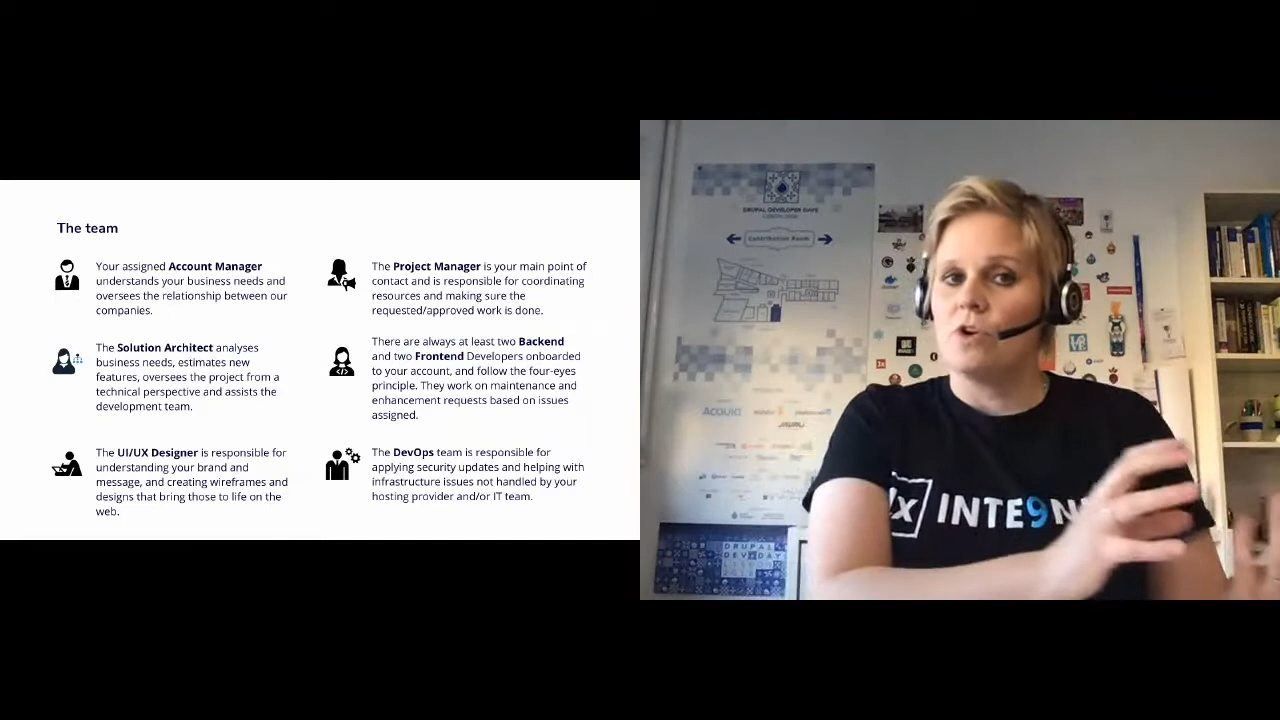 The team
Your assigned Account Manager
understands your business needs and
oversees the relationship between our
companies.
The Solution Architect analyses
business needs, estimates new
features, oversees the project from a
technical perspective and assists the
development team.
The UI/UX Designer is responsible for
understanding your brand and
message, and creating wireframes and
designs that bring those to life on the
web.
The Project Manager is your main point of
contact and is responsible for coordinating
resources and making sure the
requested/approved work is done.
There are always at least two Backend
and two Frontend Developers onboarded
to your account, and follow the four-eyes
principle. They work on maintenance and
enhancement requests based on issues
assigned.
The DevOps team is responsible for
applying security updates and helping with
infrastructure issues not handled by your
hosting provider and/or IT team.
DRUPAL DEVELOPER DAYS
Contribution Room
ACQUIA
INTE9
DRUPAL
DEV DAY